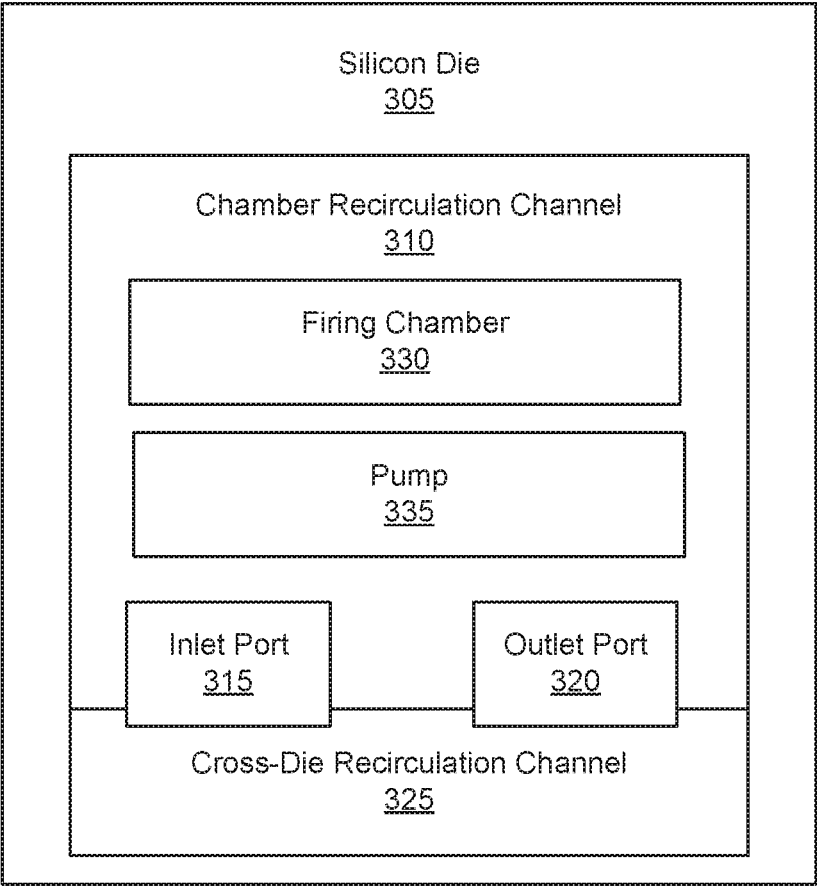 Silicon Die
305
Chamber Recirculation Channel
310
Firing Chamber
330
Pump
335
Inlet Port
315
Outlet Port
320
Cross-Die Recirculation Channel
325